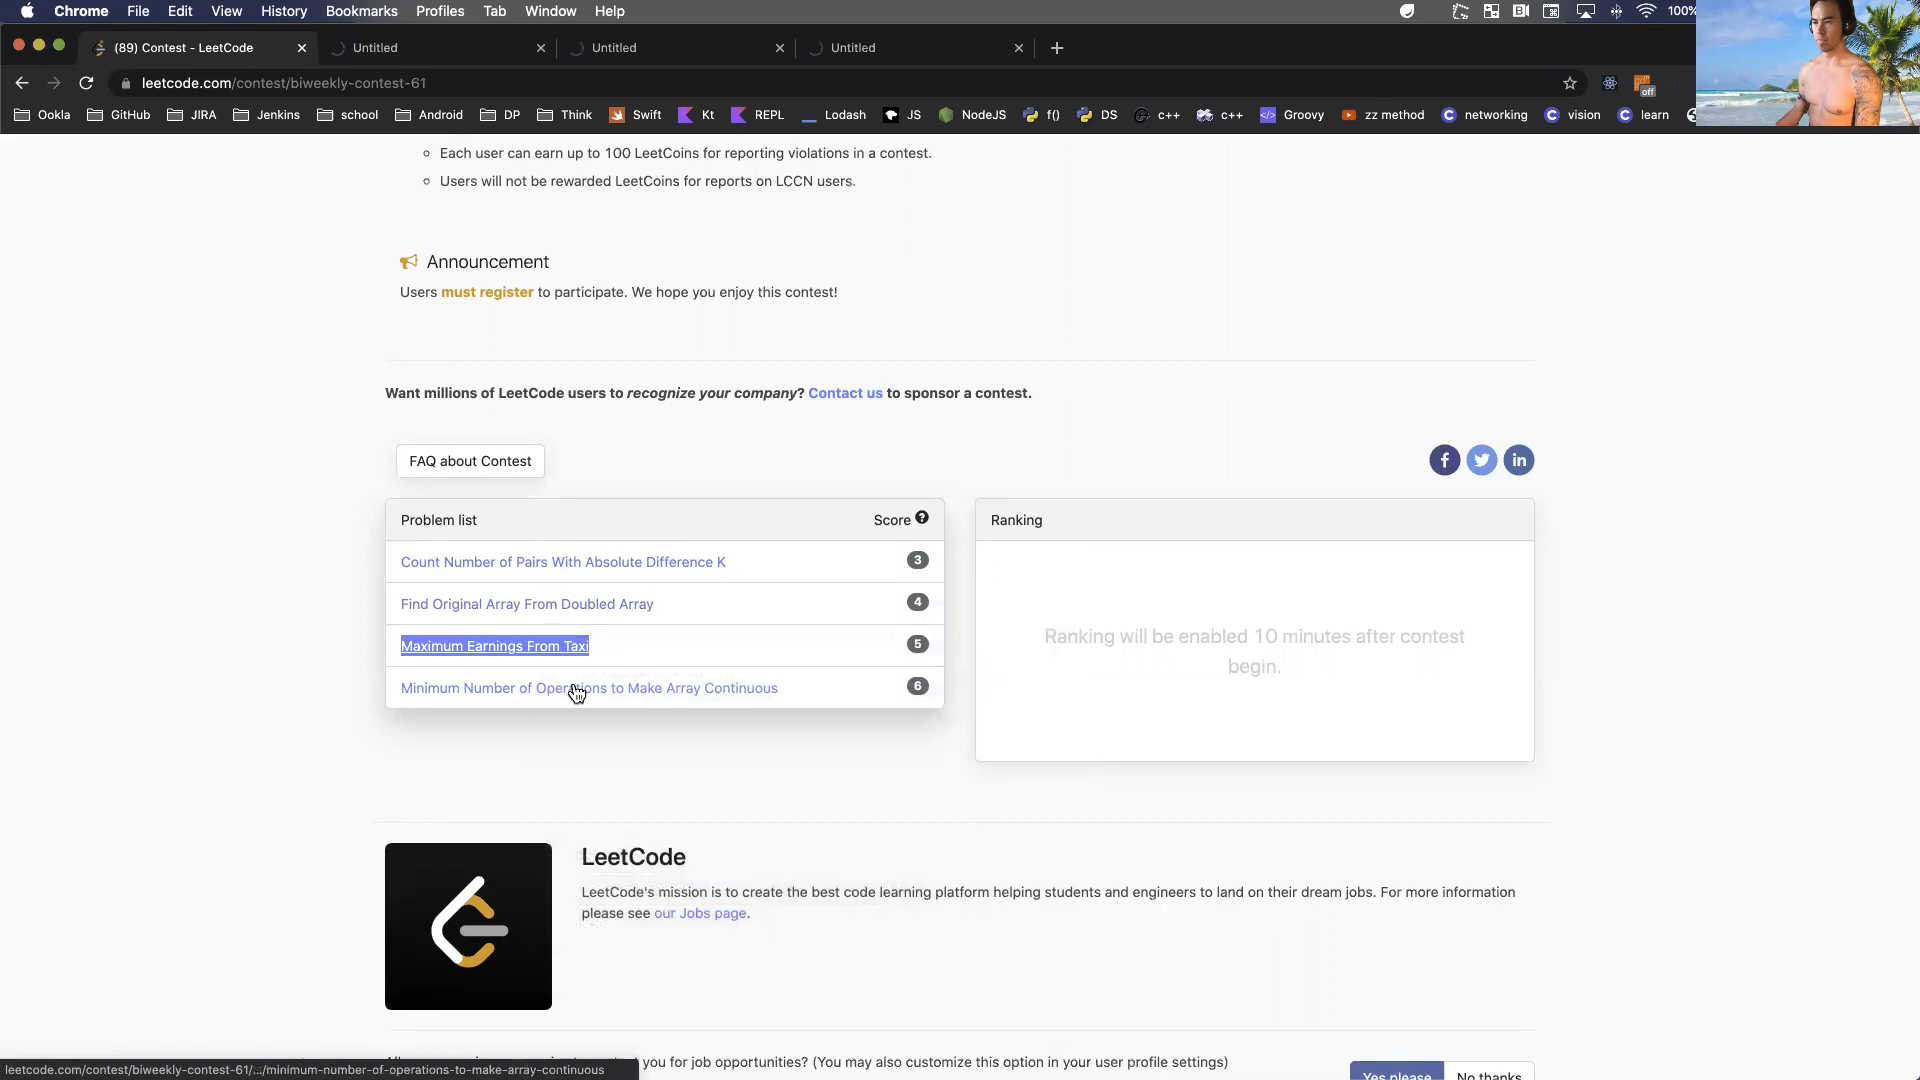 Chrome File Edit View History Bookmarks Profiles Tab Window Help 100%
(89) Contest - LeetCode Untitled Untitled Untitled
leetcode.com/contest/biweekly-contest-61 off
Ookla GitHub JIRA Jenkins school Android DP Think Swift Kt REPL Lodash JS NodeJS f() DS c++ c++ Groovy zz method networking vision learn
Each user can earn up to 100 LeetCoins for reporting violations in a contest.
Users will not be rewarded LeetCoins for reports on LCCN users.
Announcement
Users must register to participate. We hope you enjoy this contest!
Want millions of LeetCode users to recognize your company? Contact us to sponsor a contest.
FAQ about Contest
Problem list Score
Count Number of Pairs With Absolute Difference K 3
Find Original Array From Doubled Array 4
Maximum Earnings From Taxi 5
Minimum Number of Operations to Make Array Continuous 6
Ranking
Ranking will be enabled 10 minutes after contest
begin.
LeetCode
LeetCode's mission is to create the best code learning platform helping students and engineers to land on their dream jobs. For more information
please see our Jobs page.
you for job opportunities? (You may also customize this option in your user profile settings)
Yes please No thanks
leetcode.com/contest/biweekly-contest-61/.../minimum-number-of-operations-to-make-array-continuous